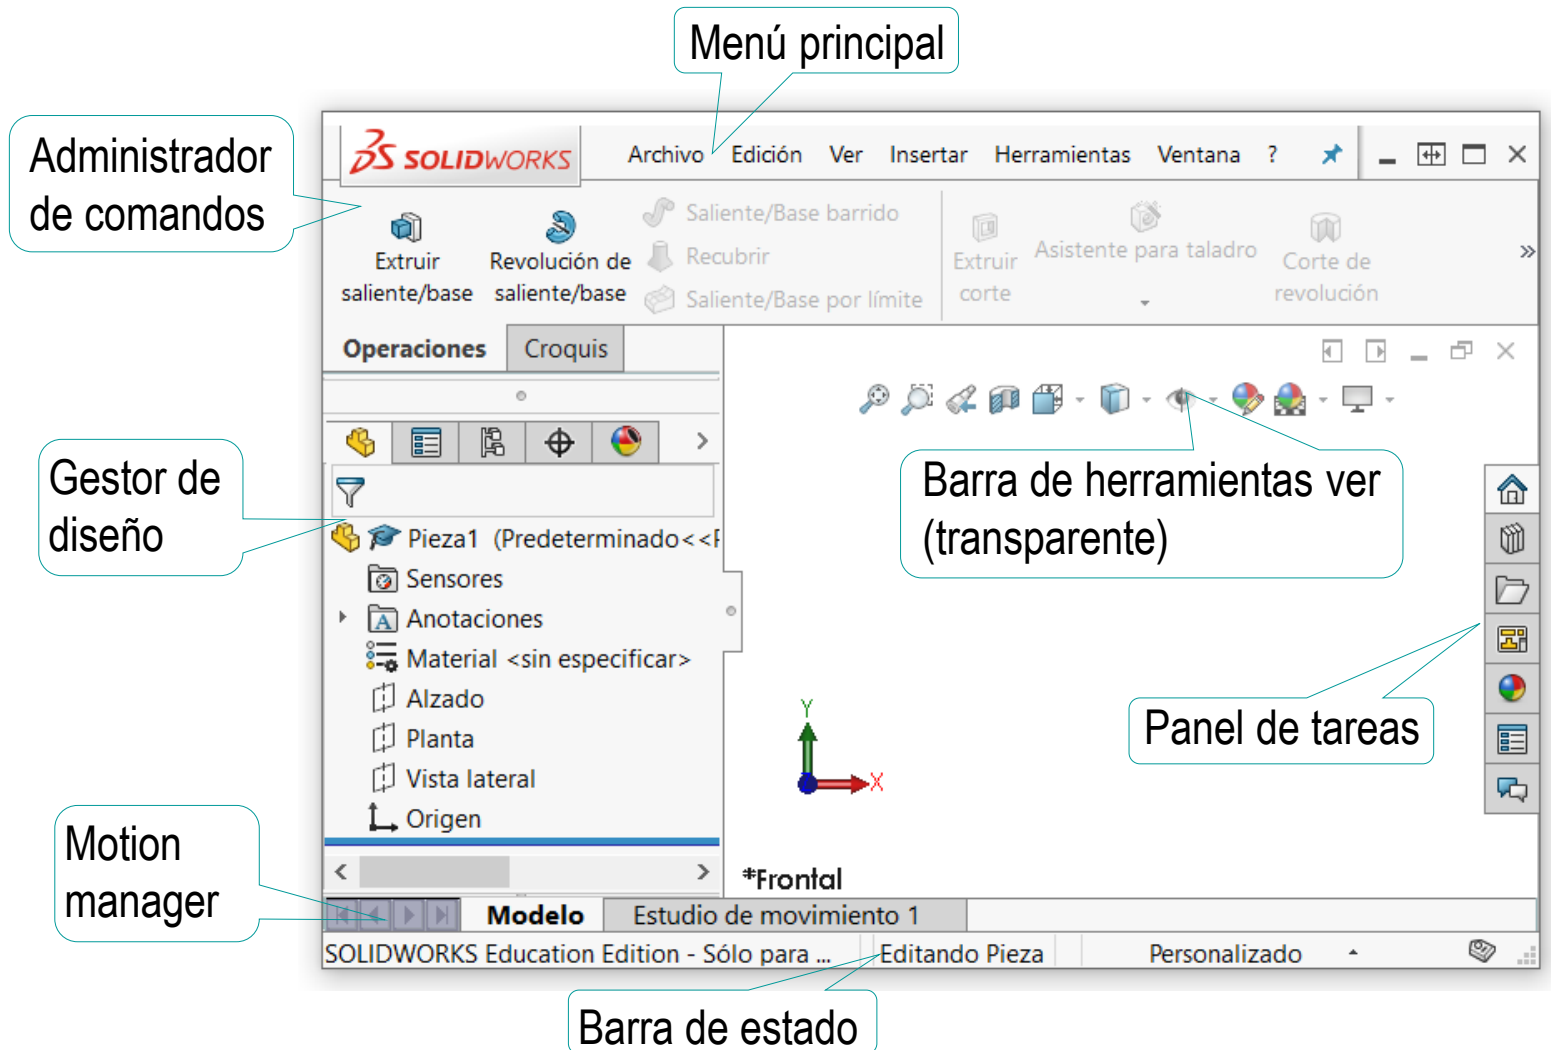 Menú principal
Administrador
de comandos
SOLIDWORKS
Archivo Edición Ver Insertar Herramientas Ventana ?
Extruir
saliente/base
Revolución de
saliente/base
Saliente/Base barrido
Recubrir
Saliente/Base por límite
Extruir
corte
Asistente para taladro
Corte de
revolución
»
Operaciones Croquis
Gestor de
diseño
Barra de herramientas ver
(transparente)
Pieza1 (Predeterminado<<
Sensores
Anotaciones
Material <sin especificar>
Alzado
Planta
Vista lateral
Origen
Y
X
Panel de tareas
Motion
manager
*Frontal
Modelo Estudio de movimiento 1
SOLIDWORKS Education Edition - Sólo para ... Editando Pieza Personalizado
Barra de estado